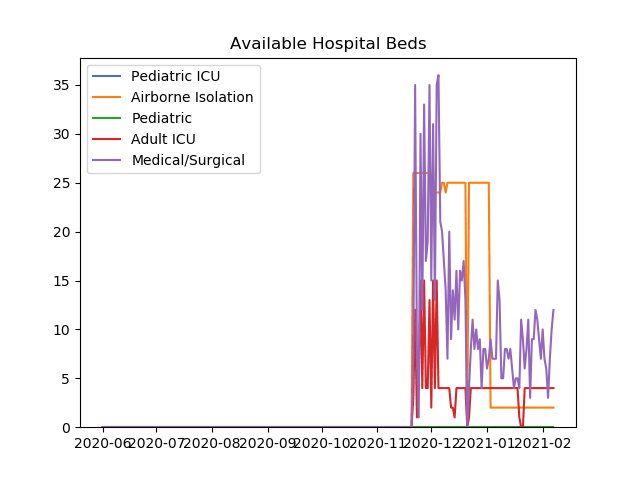 Available Hospital Beds
Pediatric ICU
Airborne Isolation
Pediatric
Adult ICU
Medical/Surgical
35
30
25
20
15
10
5
0
2020-06 2020-07 2020-08 2020-09 2020-10 2020-11 2020-12 2021-01 2021-02